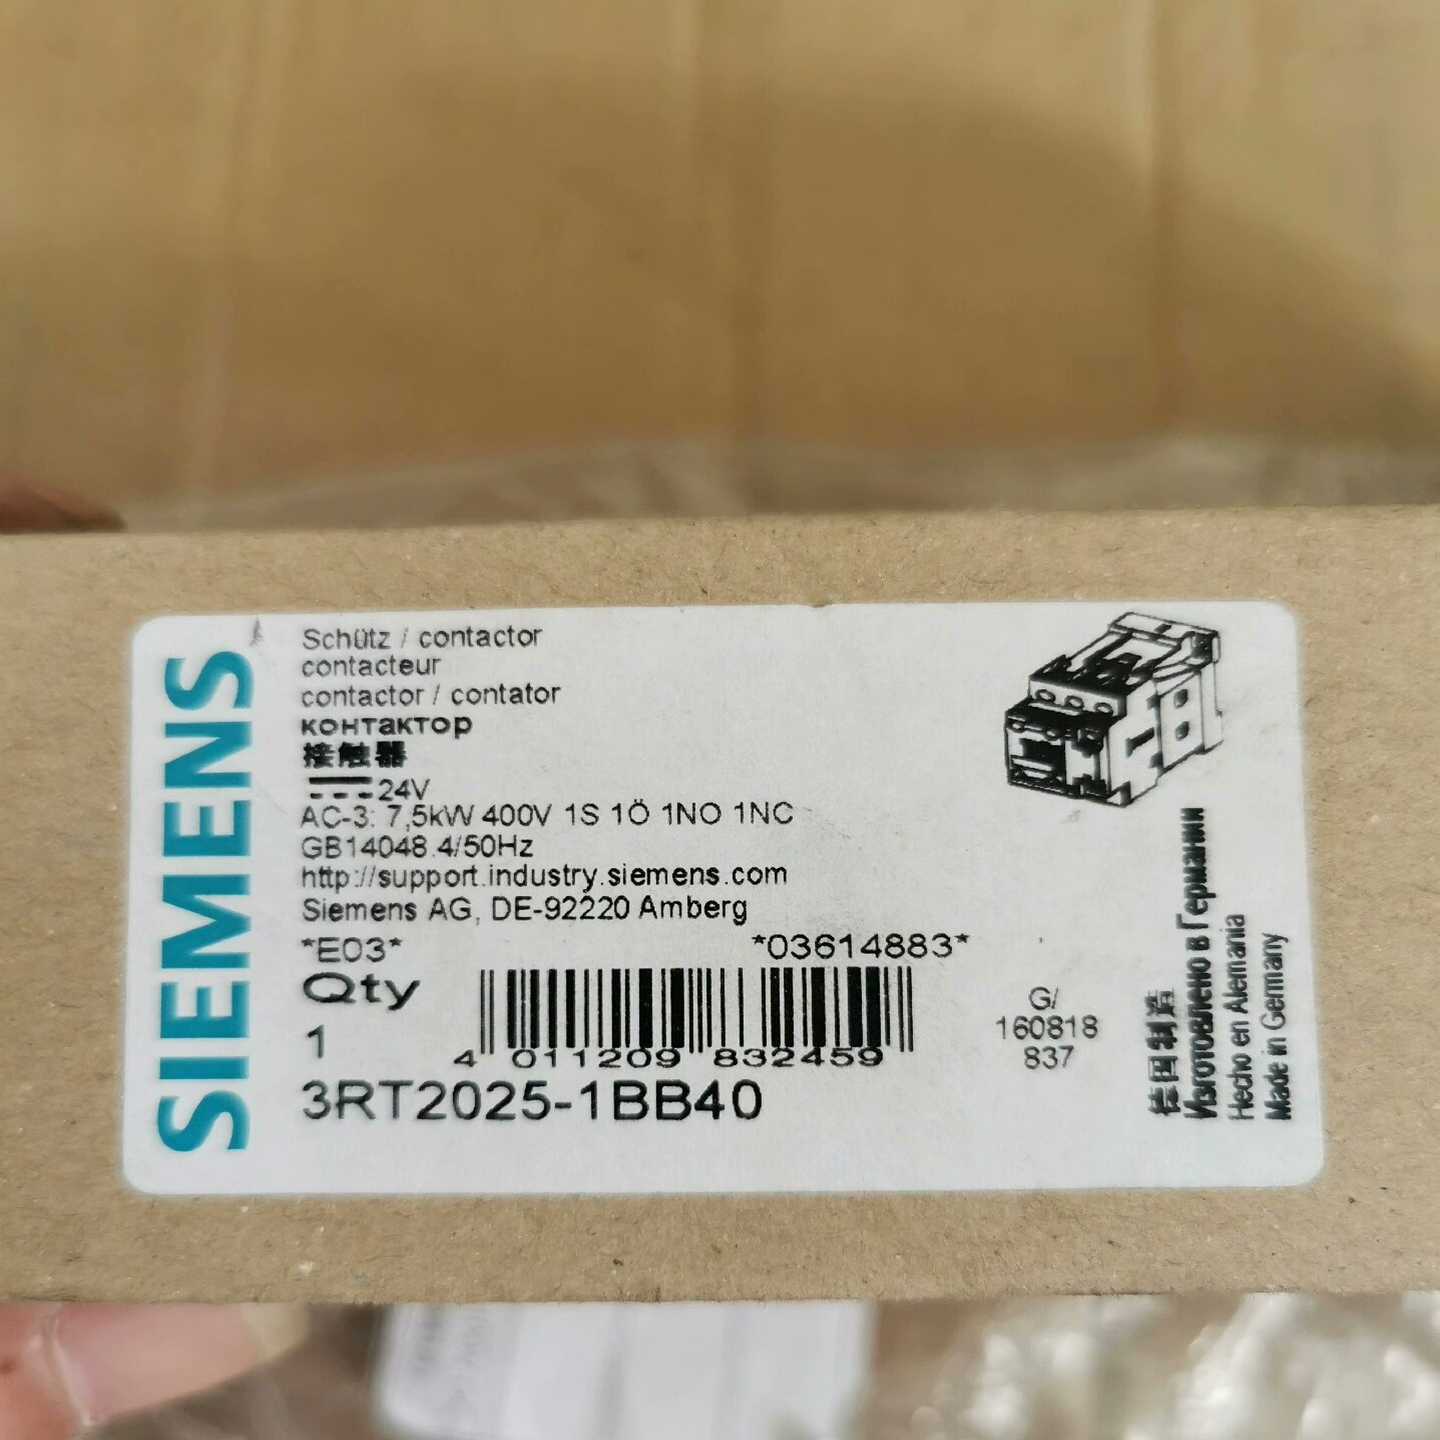 SIEMENS
Schütz / contactor
contacteur
contactor / contator
контактор
接触器
24V
AC-3: 7,5kW 400V 1S 1Ö 1NO 1NC
GB14048.4/50Hz
http://support.industry.siemens.com
Siemens AG, DE-92220 Amberg
*E03* *03614883*
Qty
1
4 011209 832459
3RT2025-1BB40
G/
160818
837
德国制造
Изготовлено в Германии
Hecho en Alemania
Made in Germany